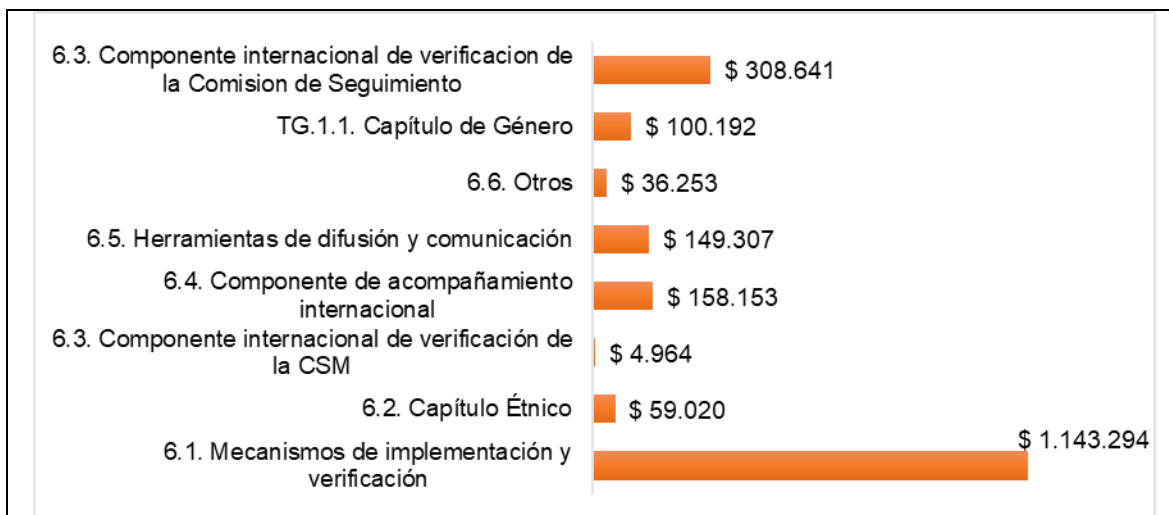 6.3. Componente internacional de verificacion de
la Comision de Seguimiento
$ 308.641
TG.1.1. Capítulo de Género
$ 100.192
6.6. Otros
$ 36.253
6.5. Herramientas de difusión y comunicación
$ 149.307
6.4. Componente de acompañamiento
internacional
$ 158.153
6.3. Componente internacional de verificación de
la CSM
$ 4.964
6.2. Capítulo Étnico
$ 59.020
6.1. Mecanismos de implementación y
verificación
$ 1.143.294